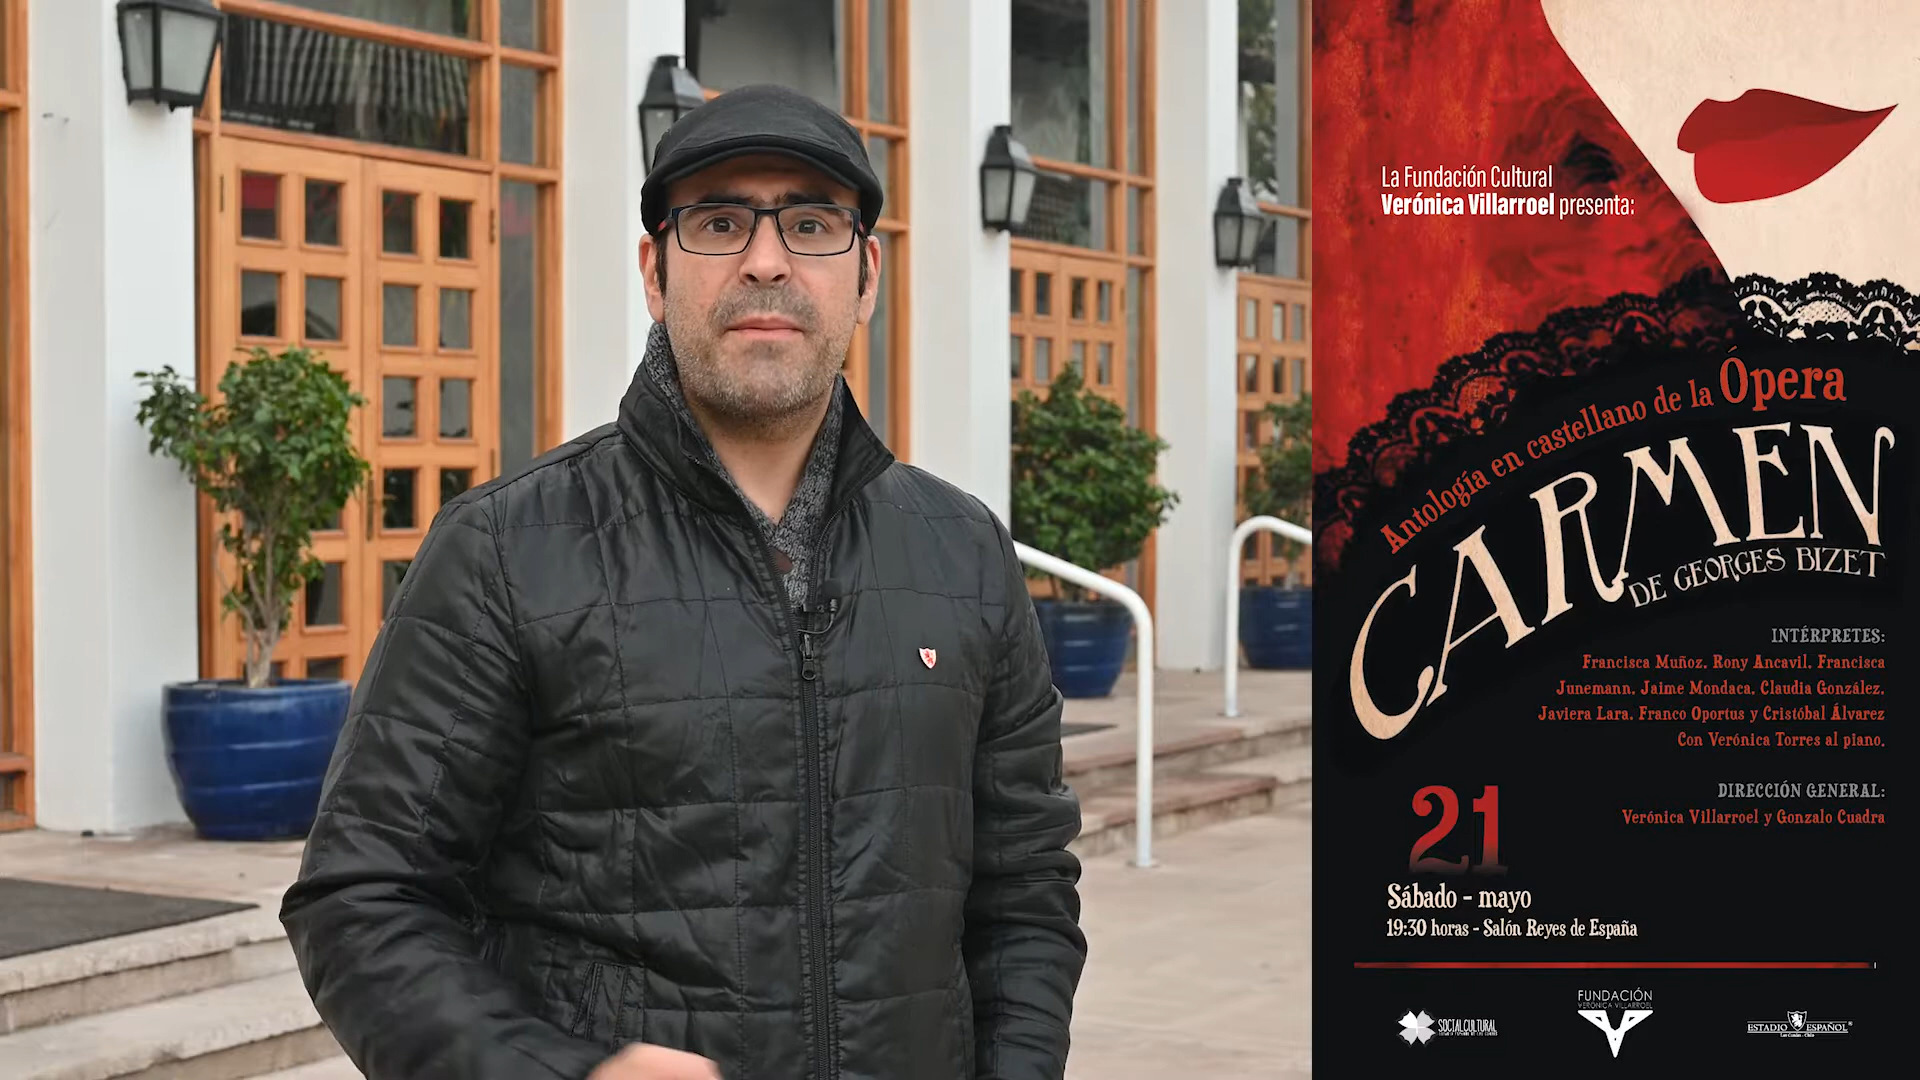 La Fundación Cultural
Verónica Villarroel presenta:
Antología en castellano de la Ópera
CARMEN
DE GEORGES BIZET
INTÉRPRETES:
Francisca Muñoz, Rony Ancavil, Francisca
Junemann, Jaime Mondaca, Claudia González,
Javiera Lara, Franco Oportus y Cristóbal Álvarez
Con Verónica Torres al piano.
DIRECCIÓN GENERAL:
Verónica Villarroel y Gonzalo Cuadra
21
Sábado - mayo
19:30 horas - Salón Reyes de España
SOCIALCULTURAL
FUNDACIÓN
VERÓNICA VILLARROEL
ESTADIO ESPAÑOL
Las Condes - Chile